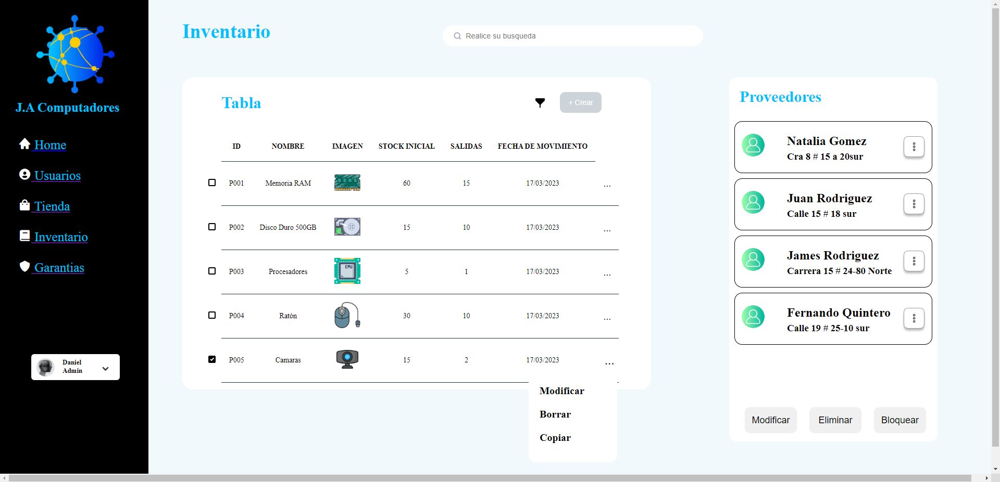 J.A Computadores
Home
Usuarios
Tienda
Inventario
Garantias
Daniel
Admin
Inventario
Realice su busqueda
Tabla
+ Crear
ID NOMBRE IMAGEN STOCK INICIAL SALIDAS FECHA DE MOVIMIENTO
P001 Memoria RAM 60 15 17/03/2023 ...
P002 Disco Duro 500GB 15 10 17/03/2023 ...
P003 Procesadores CPU 5 1 17/03/2023 ...
P004 Ratón 30 10 17/03/2023 ...
P005 Camaras 15 2 17/03/2023 ...
Modificar
Borrar
Copiar
Proveedores
Natalia Gomez
Cra 8 # 15 a 20sur
Juan Rodriguez
Calle 15 # 18 sur
James Rodriguez
Carrera 15 # 24-80 Norte
Fernando Quintero
Calle 19 # 25-10 sur
Modificar Eliminar Bloquear